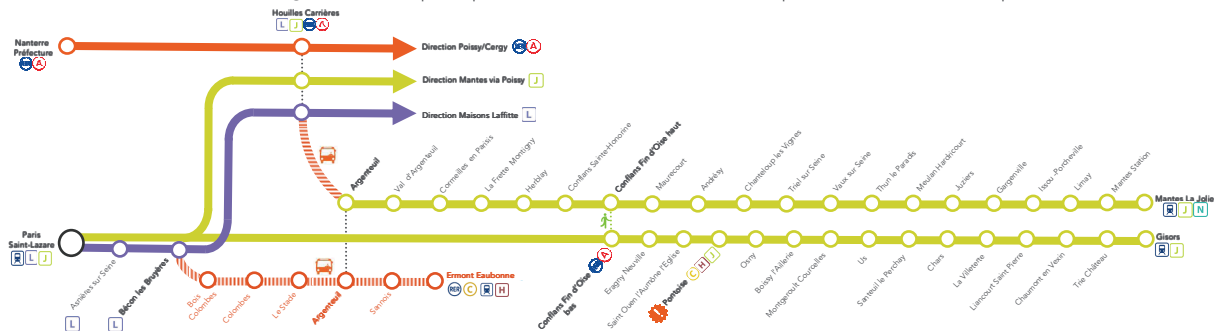 Houilles Carrières
L J RER A
Nanterre
Préfecture
RER A
Direction Poissy/Cergy RER A
Direction Mantes via Poissy J
Direction Maisons Laffitte L
Argenteuil
Val d'Argenteuil
Cormeilles en Parisis
La Frette Montigny
Herblay
Conflans Sainte-Honorine
Conflans Fin d'Oise haut
Maurecourt
Andrésy
Chanteloup les Vignes
Triel sur Seine
Vaux sur Seine
Thun le Paradis
Meulan Hardricourt
Juziers
Gargenville
Issou-Porcheville
Limay
Mantes Station
Mantes La Jolie
J N
Paris
Saint-Lazare
L J
Asnières sur Seine
L
Bécon les Bruyères
L
Bois
Colombes
Colombes
Le Stade
Argenteuil
Sannois
Ermont Eaubonne
RER C H
Conflans Fin d'Oise
bas
RER A
Eragny Neuville
Saint Ouen l'Aumône l'Eglise
Pontoise C H J
Osny
Boissy l'Aillerie
Montgeroult Courcelles
Us
Santeuil le Perchay
Chars
La Villetertre
Liancourt Saint Pierre
Chaumont en Vexin
Trie Château
Gisors
J